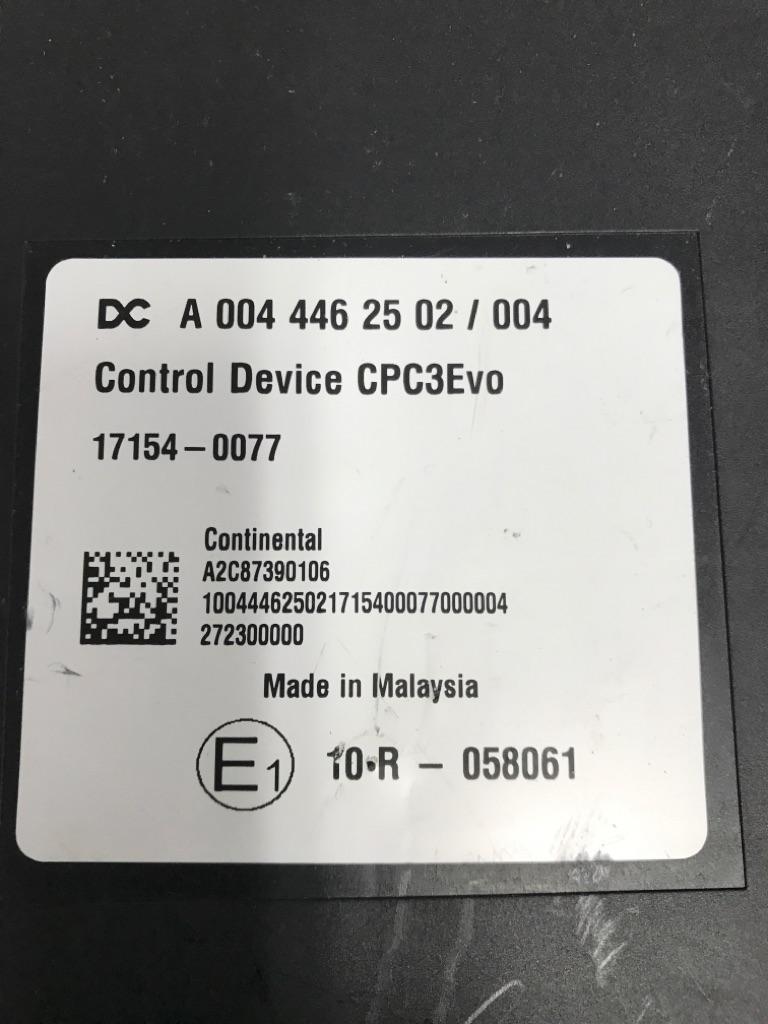 DC A 004 446 25 02 / 004
Control Device CPC3Evo
17154-0077
Continental
A2C87390106
100444625021715400077000004
272300000
Made in Malaysia
E1 10•R - 058061